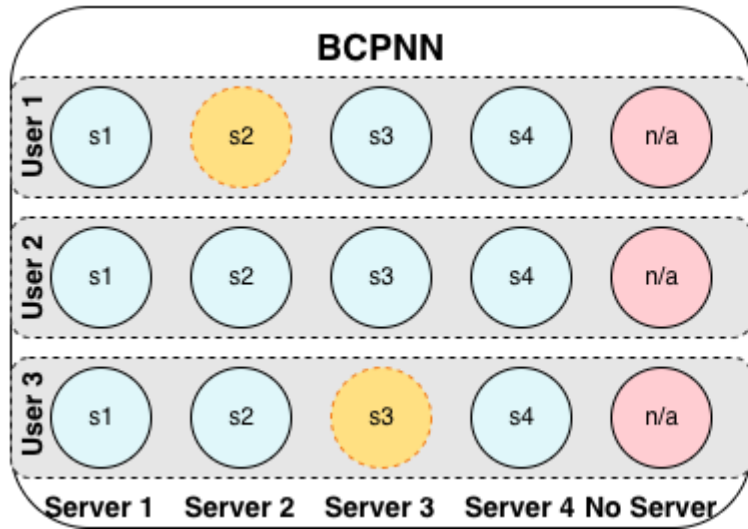 BCPNN
User 1
s1 s2 s3 s4 n/a
User 2
s1 s2 s3 s4 n/a
User 3
s1 s2 s3 s4 n/a
Server 1 Server 2 Server 3 Server 4 No Server